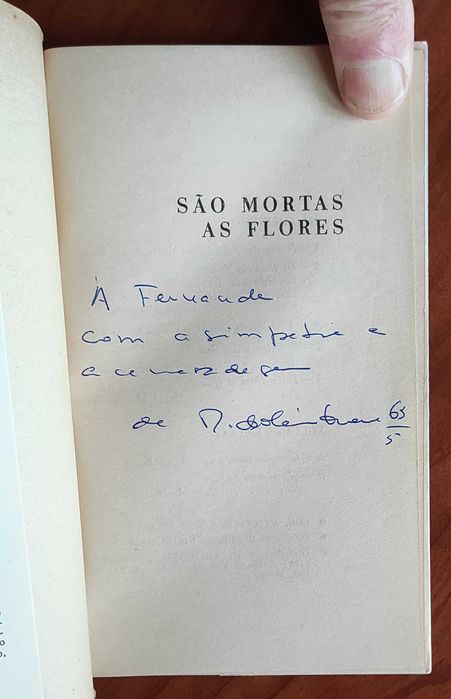 SÃO MORTAS
AS FLORES
À Fernanda
com a simpatia e
a camaradagem
de
65
5